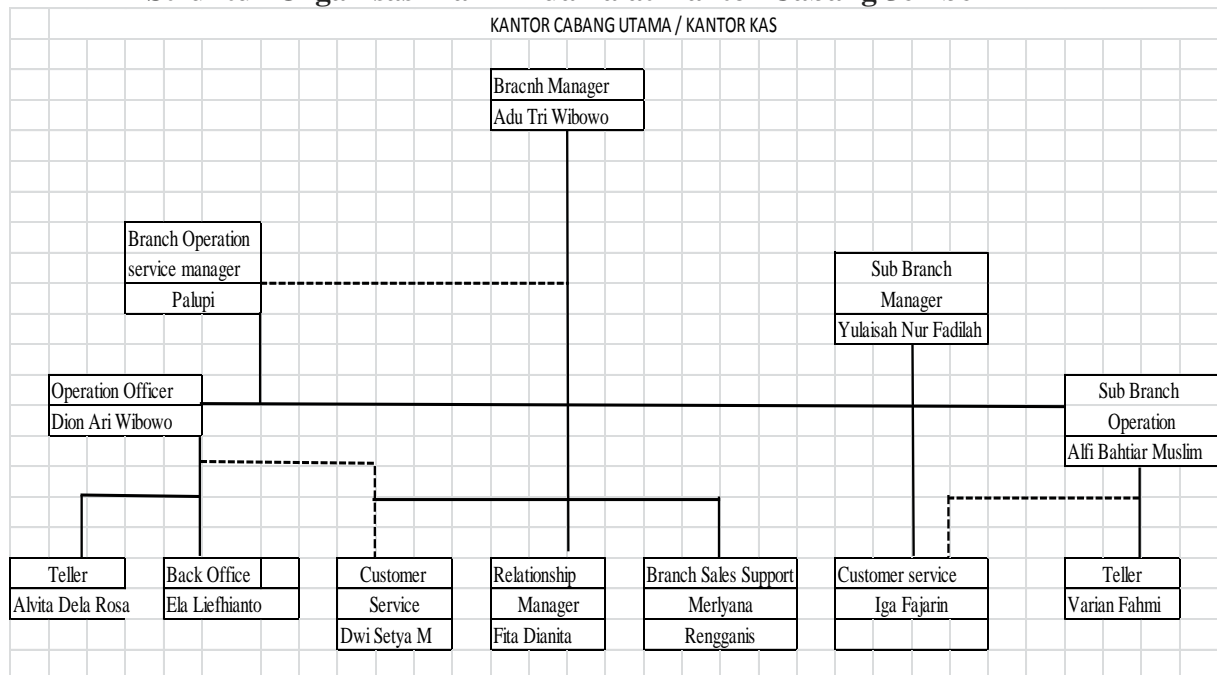 KANTOR CABANG UTAMA / KANTOR KAS
Bracnh Manager
Adu Tri Wibowo
Branch Operation
service manager
Palupi
Sub Branch
Manager
Yulaisah Nur Fadilah
Operation Officer
Dion Ari Wibowo
Sub Branch
Operation
Alfi Bahtiar Muslim
Teller
Alvita Dela Rosa
Back Office
Ela Liefhianto
Customer
Service
Dwi Setya M
Relationship
Manager
Fita Dianita
Branch Sales Support
Merlyana
Rengganis
Customer service
Iga Fajarin
Teller
Varian Fahmi